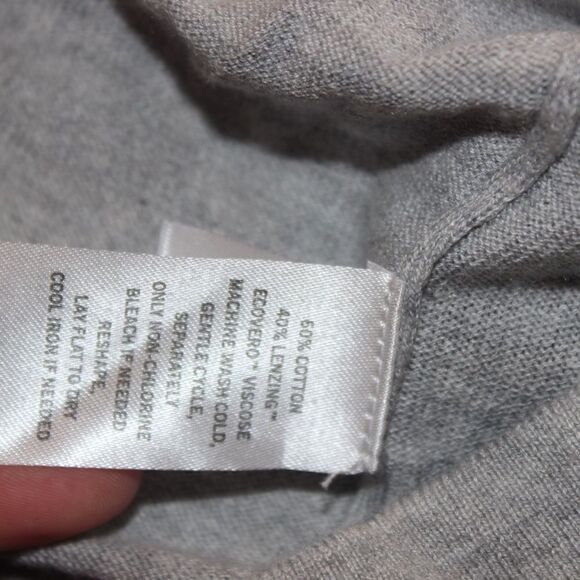 60% COTTON
40% LENZING™
ECOVERO™ VISCOSE
MACHINE WASH COLD,
GENTLE CYCLE,
SEPARATELY
ONLY NON-CHLORINE
BLEACH IF NEEDED
RESHAPE,
LAY FLAT TO DRY
COOL IRON IF NEEDED